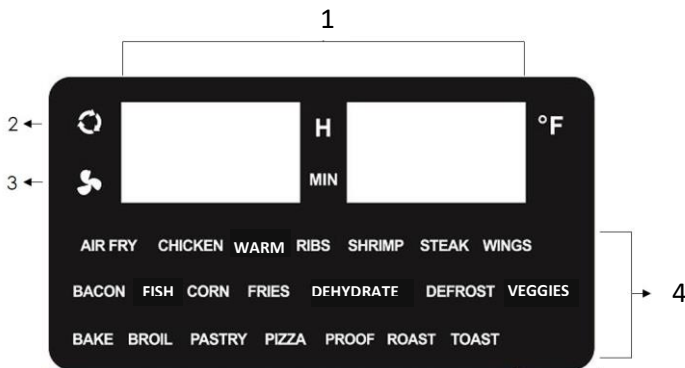 1
2 H °F
3 MIN
AIR FRY CHICKEN WARM RIBS SHRIMP STEAK WINGS
4
BACON FISH CORN FRIES DEHYDRATE DEFROST VEGGIES
BAKE BROIL PASTRY PIZZA PROOF ROAST TOAST